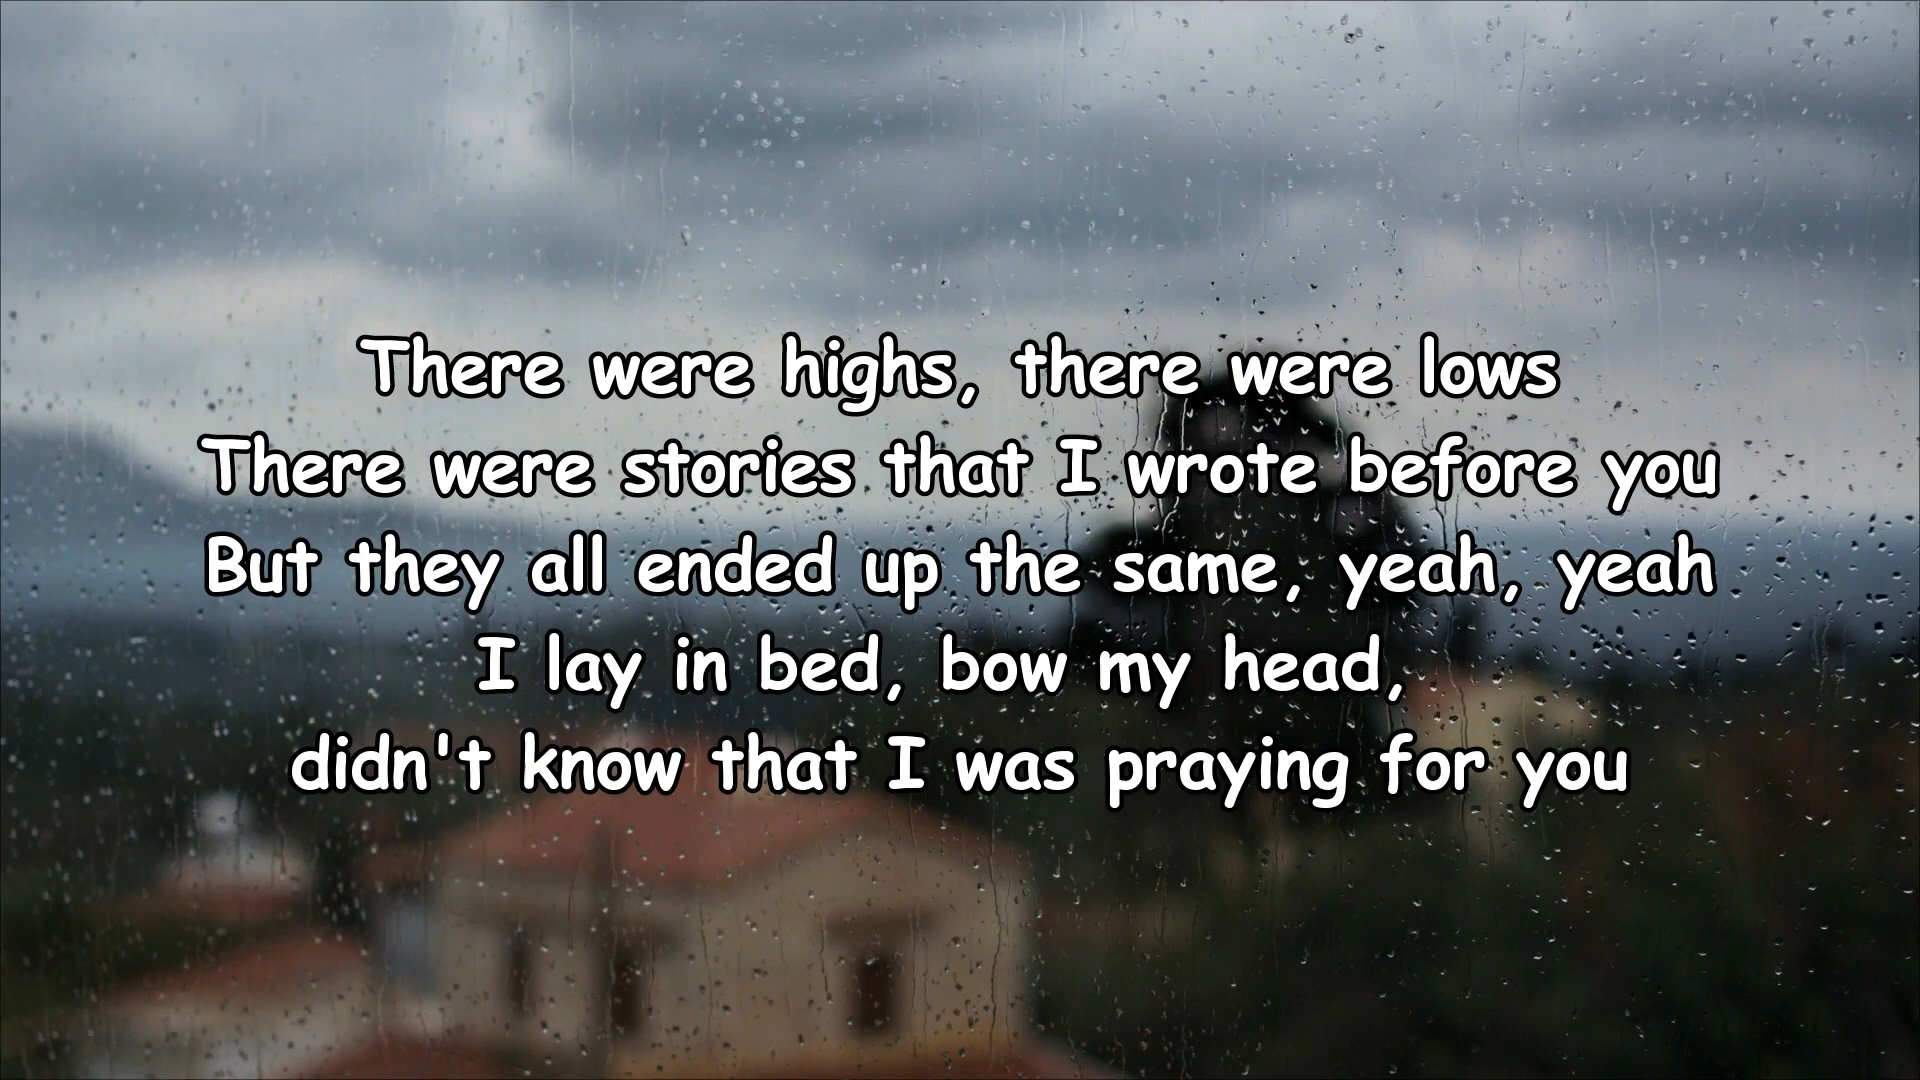 There were highs, there were lows
There were stories that I wrote before you
But they all ended up the same, yeah, yeah
I lay in bed, bow my head,
didn't know that I was praying for you